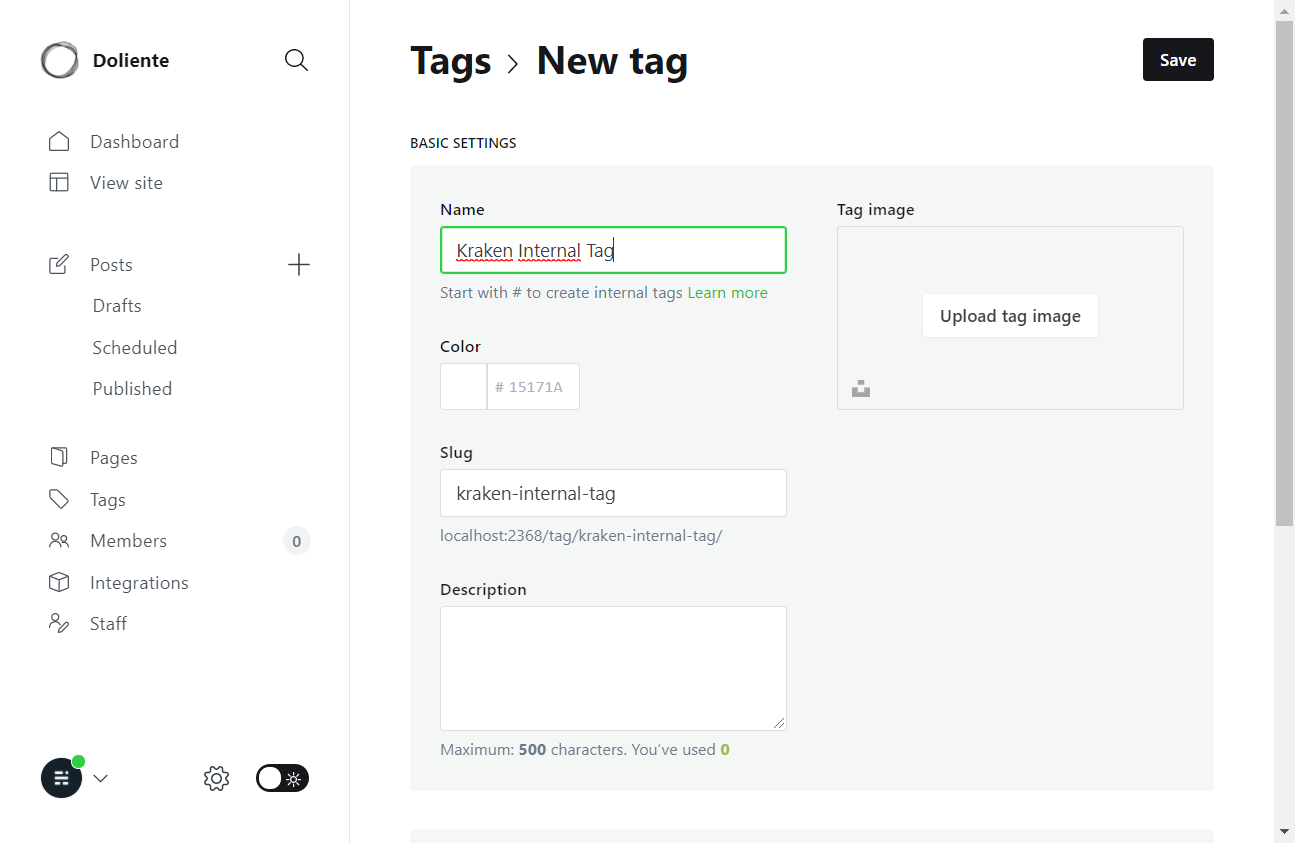 Doliente
Dashboard
View site
Posts
Drafts
Scheduled
Published
Pages
Tags
Members 0
Integrations
Staff
Tags > New tag
Save
BASIC SETTINGS
Name
Kraken Internal Tag
Start with # to create internal tags Learn more
Color
# 15171A
Slug
kraken-internal-tag
localhost:2368/tag/kraken-internal-tag/
Description
Maximum: 500 characters. You’ve used 0
Tag image
Upload tag image